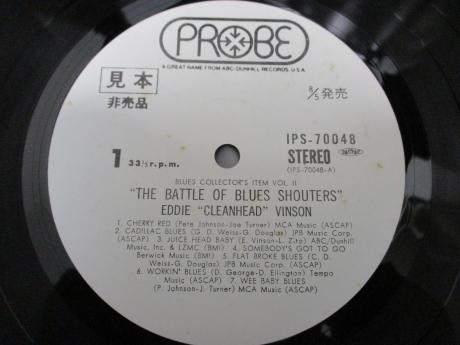 PROBE
A GREAT NAME FROM ABC-DUNHILL RECORDS, U.S.A.
見本
非売品
8/5発売
IPS-70048
1 33⅓ r.p.m.
STEREO
(IPS-70048-A)
BLUES COLLECTOR'S ITEM VOL. II
"THE BATTLE OF BLUES SHOUTERS"
EDDIE "CLEANHEAD" VINSON
1. CHERRY RED (Pete Johnson-Joe Turner) MCA Music (ASCAP)
2. CADILLAC BLUES (G. D. Weiss-G. Douglas) JPB Music Corp.
(ASCAP) 3. JUICE HEAD BABY (E. Vinson-L. Zito) ABC/Dunhill
Music, Inc & LZMC (BMI) 4. SOMEBODY'S GOT TO GO
Berwick Music (BMI) 5. FLAT BROKE BLUES (C. D.
Weiss-G. Douglas) JPB Music Corp. (ASCAP)
6. WORKIN' BLUES (D. George-D. Ellington) Tempo
Music (ASCAP) 7. WEE BABY BLUES
(P. Johnson-J. Turner) MCA Music (ASCAP)